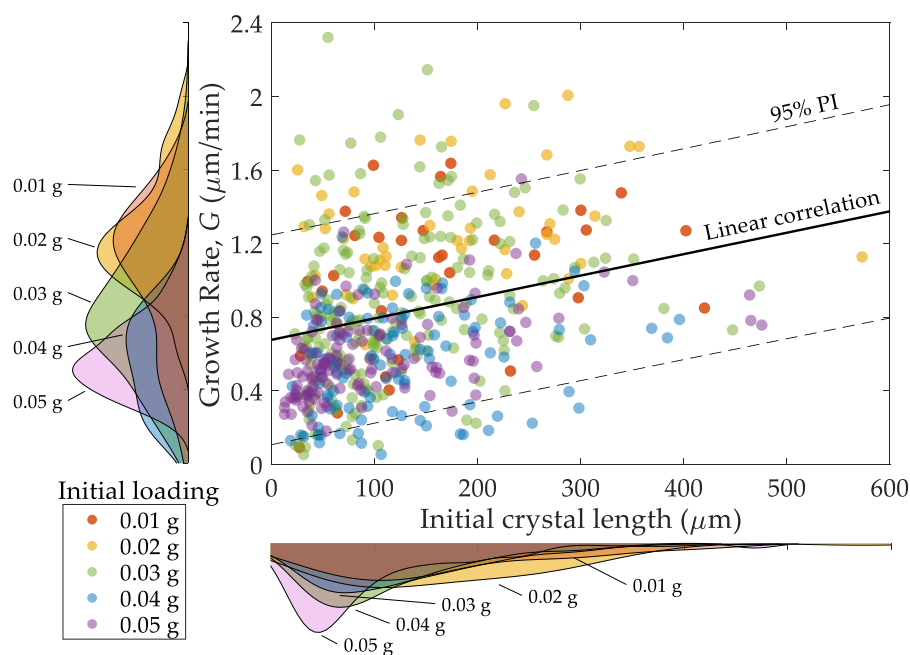 2.4
2
1.6
1.2
0.8
0.4
0
Growth Rate, G (μm/min)
95% PI
Linear correlation
0.01 g
0.02 g
0.03 g
0.04 g
0.05 g
0 100 200 300 400 500 600
Initial crystal length (μm)
Initial loading
0.01 g
0.02 g
0.03 g
0.04 g
0.05 g
0.01 g
0.02 g
0.03 g
0.04 g
0.05 g